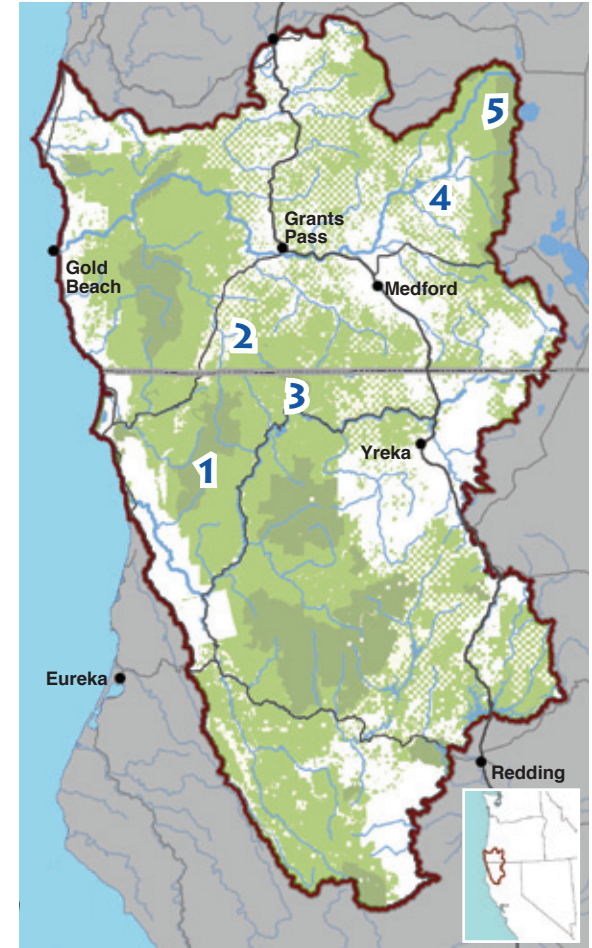 5
4
Grants
Pass
Gold
Beach
Medford
2
3
Yreka
1
Eureka
Redding